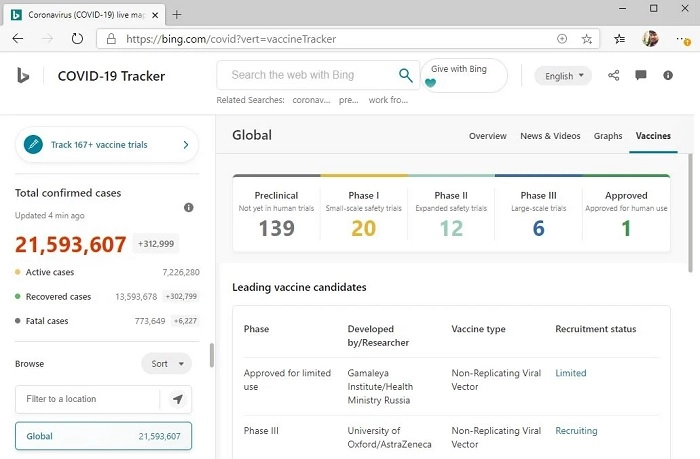 Coronavirus (COVID-19) live ma
https://bing.com/covid?vert=vaccineTracker
COVID-19 Tracker
Search the web with Bing
Give with Bing
English
Related Searches: coronav... pre... work fro...
Track 167+ vaccine trials
Total confirmed cases
Updated 4 min ago
21,593,607 +312,999
Active cases 7,226,280
Recovered cases 13,593,678 +302,799
Fatal cases 773,649 +6,227
Browse Sort
Filter to a location
Global 21,593,607
Global
Overview News & Videos Graphs Vaccines
Preclinical Phase I Phase II Phase III Approved
Not yet in human trials Small-scale safety trials Expanded safety trials Large-scale trials Approved for human use
139 20 12 6 1
Leading vaccine candidates
Phase Developed Vaccine type Recruitment status
by/Researcher
Approved for limited Gamaleya Non-Replicating Viral Limited
use Institute/Health Vector
Ministry Russia
Phase III University of Non-Replicating Viral Recruiting
Oxford/AstraZeneca Vector